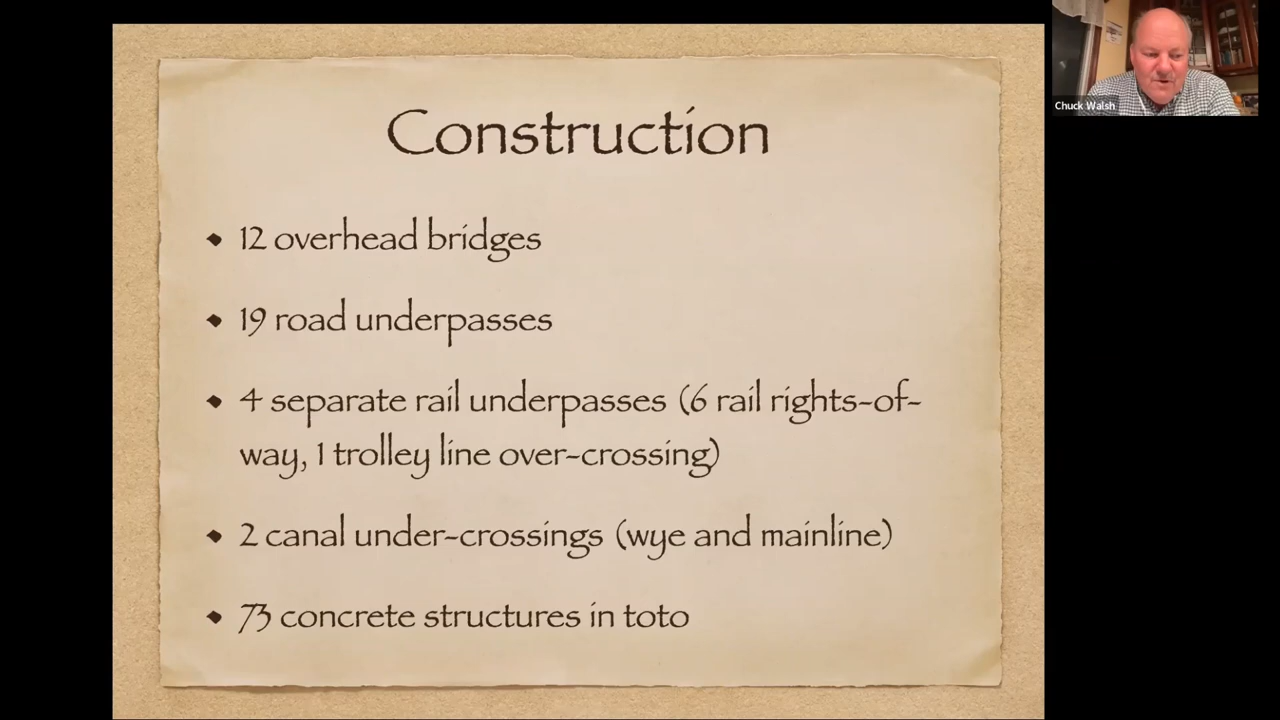 Construction
12 overhead bridges
19 road underpasses
4 separate rail underpasses (6 rail rights-of-
way, 1 trolley line over-crossing)
2 canal under-crossings (wye and mainline)
73 concrete structures in toto
Chuck Walsh